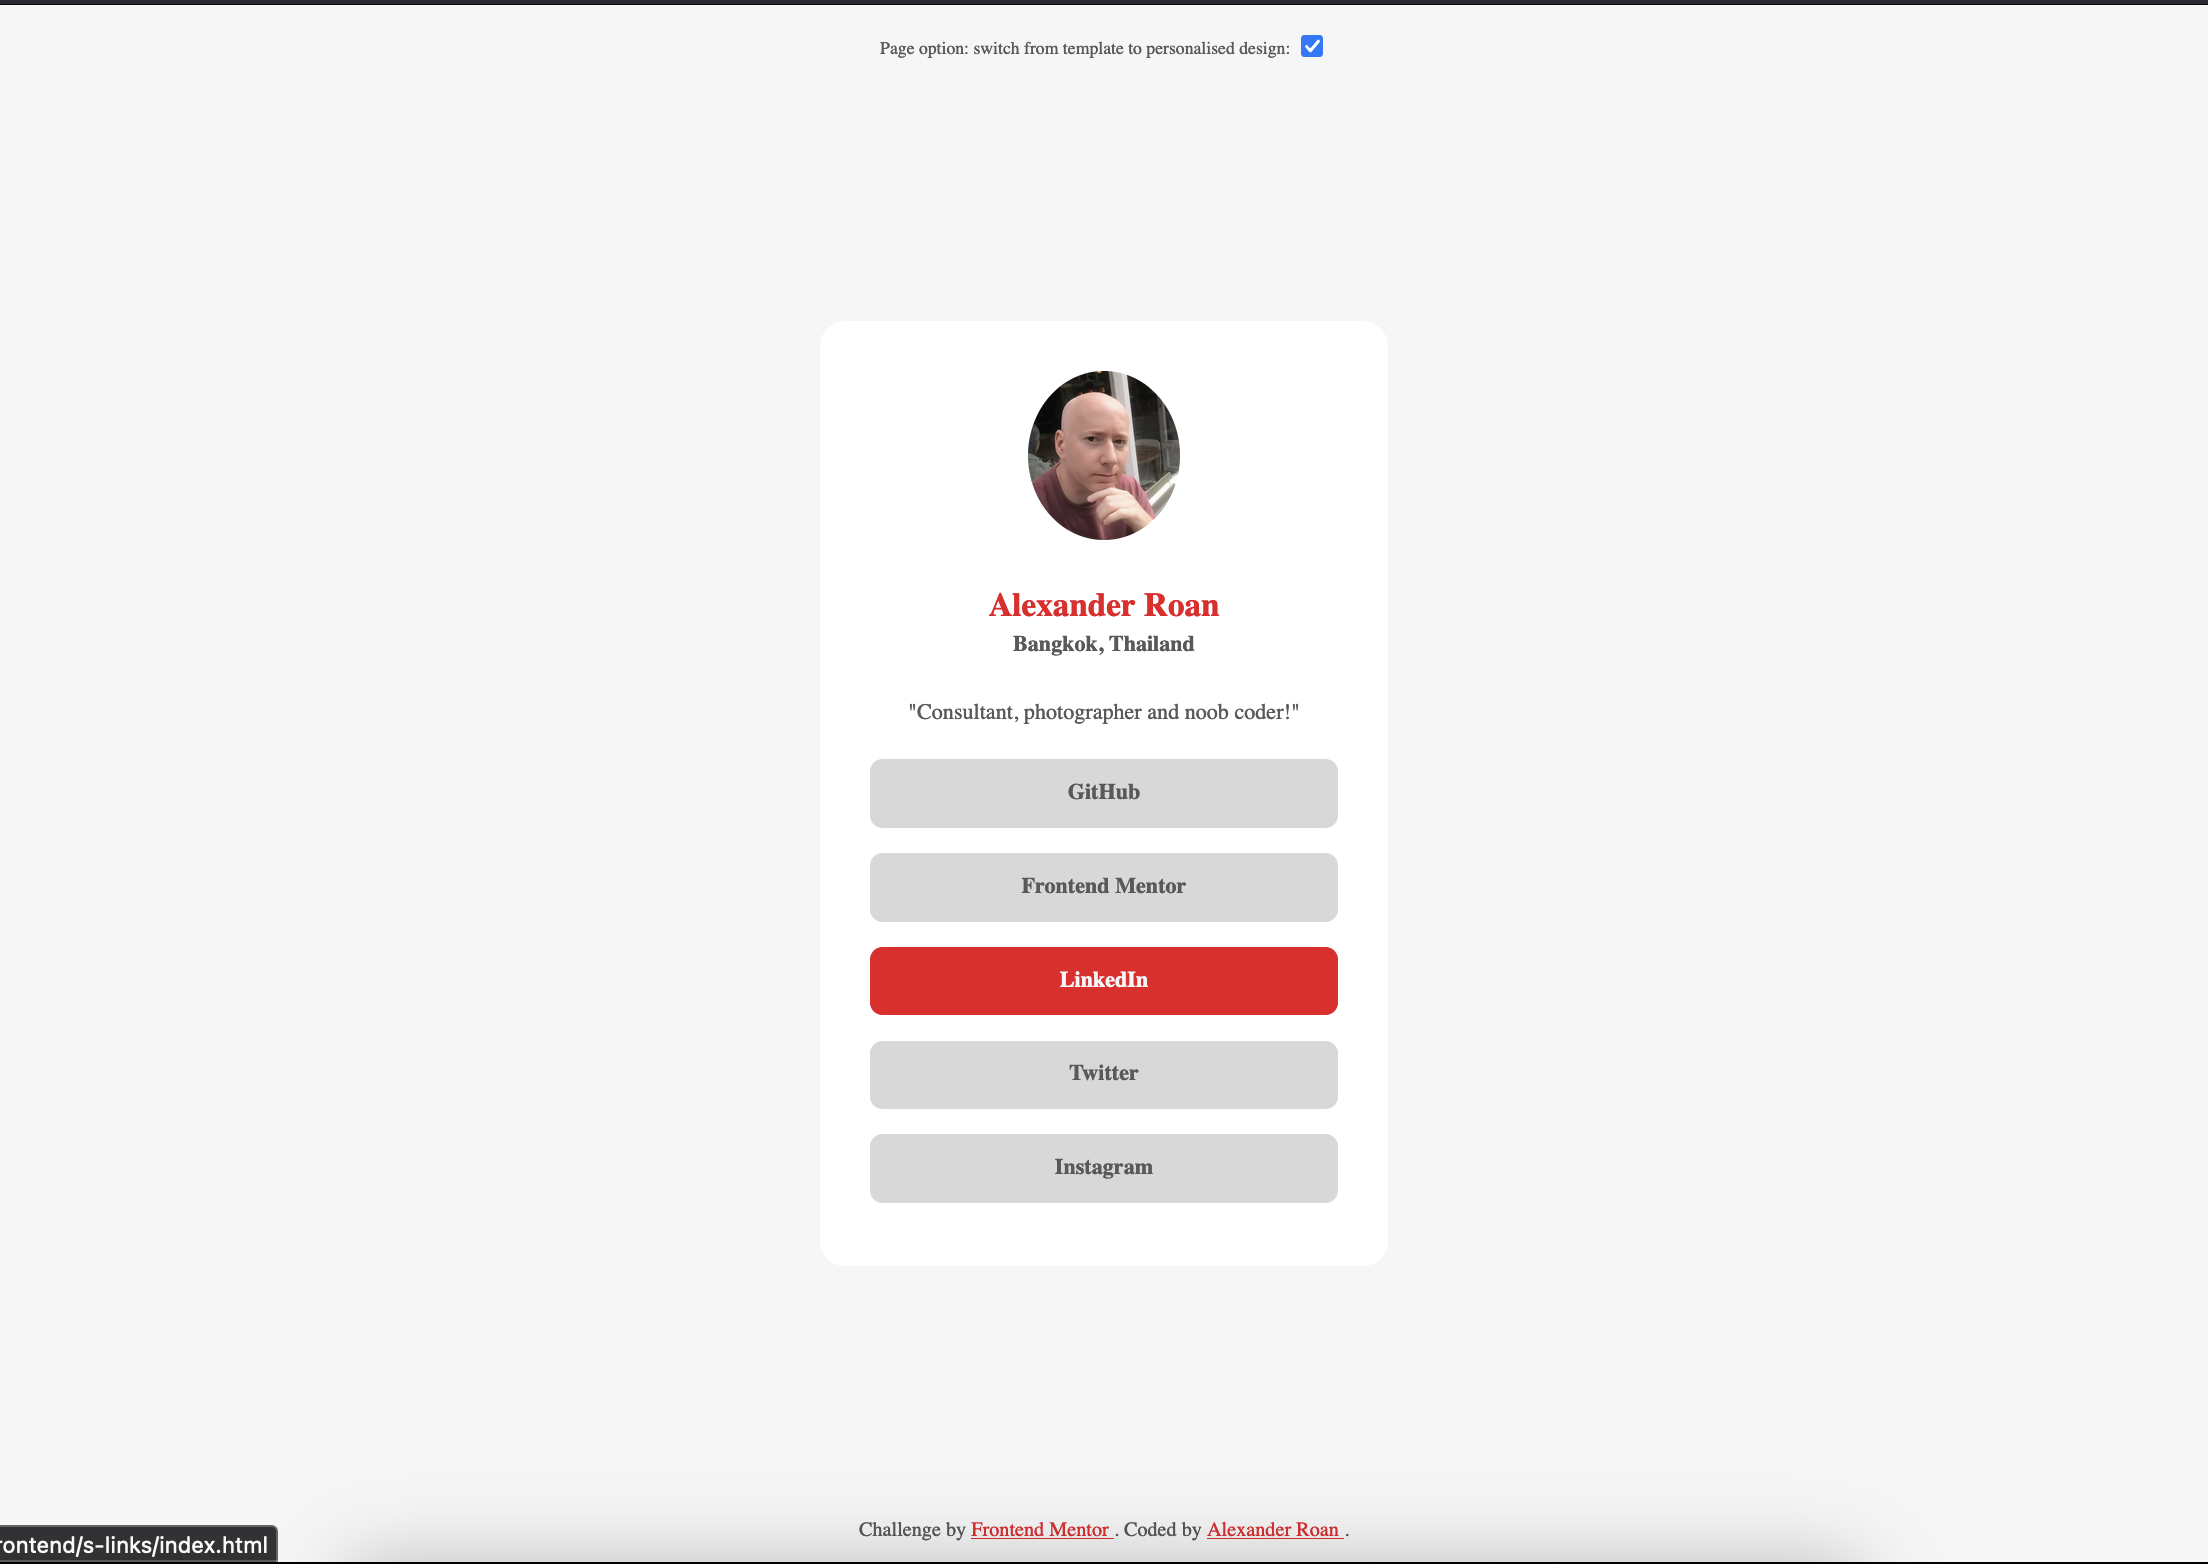 Page option: switch from template to personalised design:
Alexander Roan
Bangkok, Thailand
"Consultant, photographer and noob coder!"
GitHub
Frontend Mentor
LinkedIn
Twitter
Instagram
Challenge by Frontend Mentor . Coded by Alexander Roan .
rontend/s-links/index.html